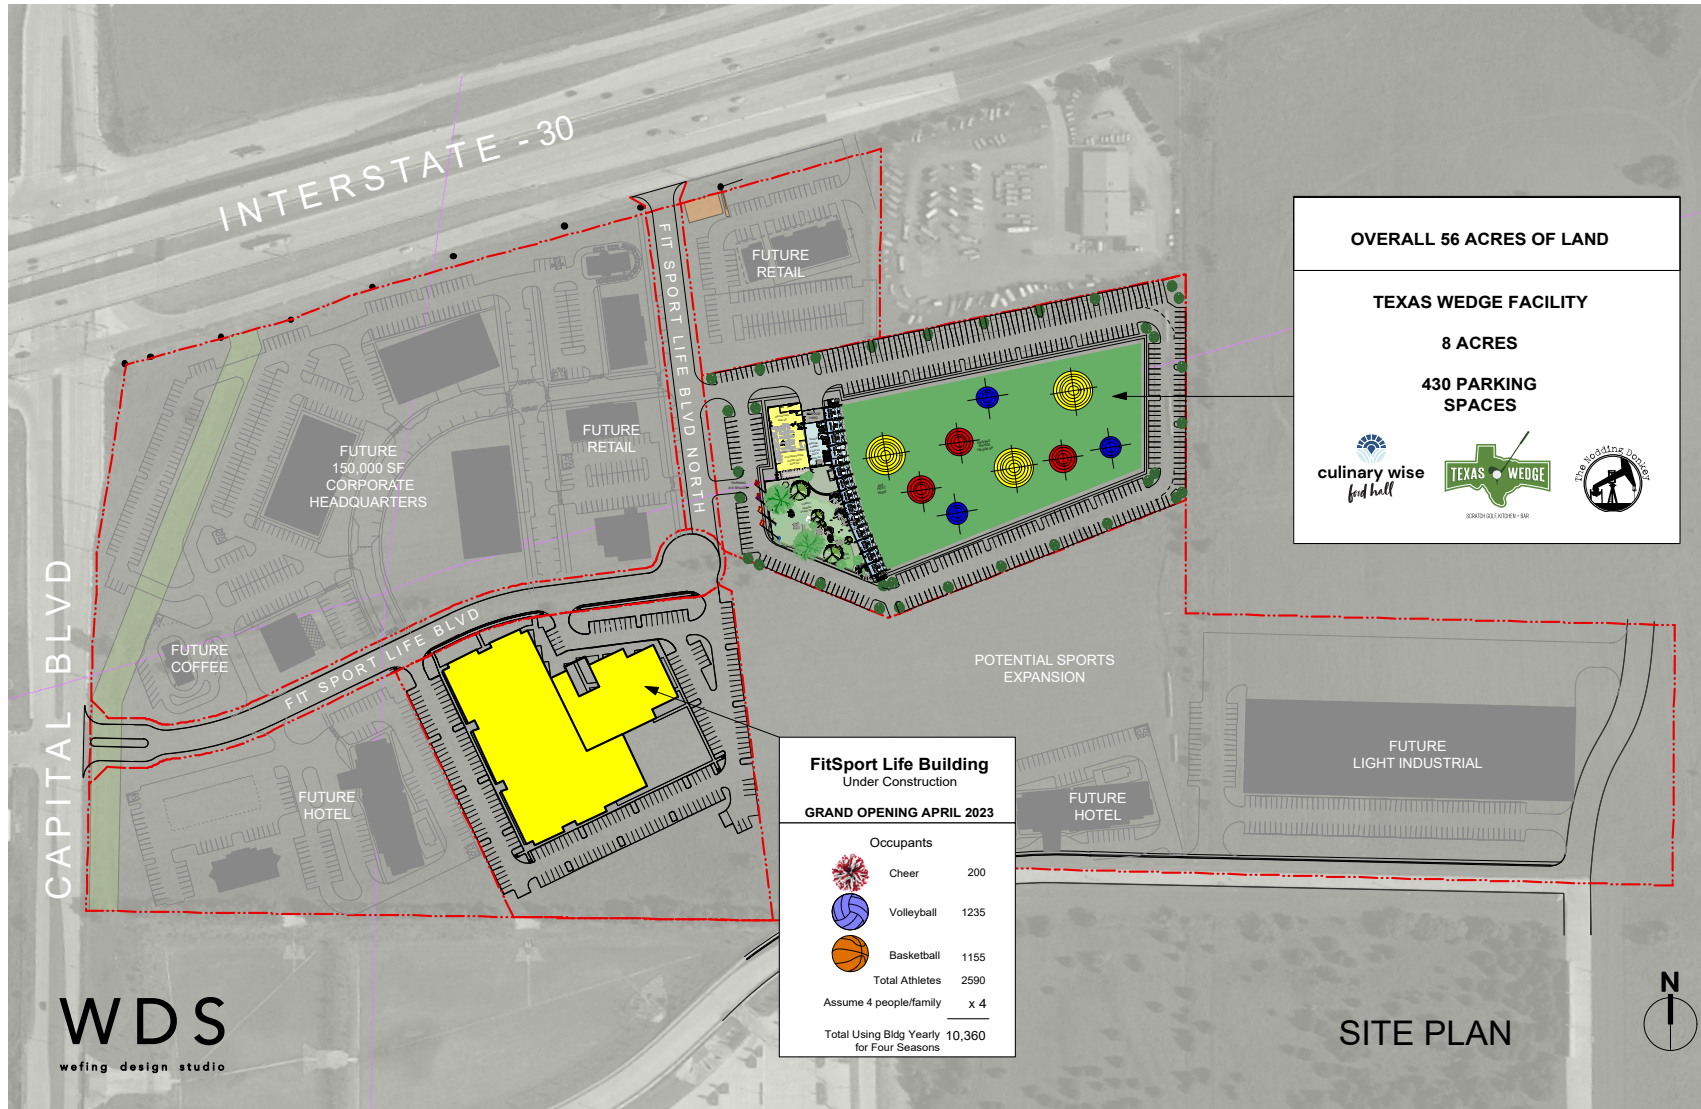 INTERSTATE - 30
FIT SPORT LIFE BLVD NORTH
FUTURE
RETAIL
OVERALL 56 ACRES OF LAND
TEXAS WEDGE FACILITY
8 ACRES
430 PARKING
SPACES
culinary wise
food hall
TEXAS WEDGE
SCRATCH GOLF, KITCHEN + BAR
The Nodding Donkey
FUTURE
RETAIL
FUTURE
150,000 SF
CORPORATE
HEADQUARTERS
CAPITAL BLVD
FUTURE
COFFEE
FIT SPORT LIFE BLVD
POTENTIAL SPORTS
EXPANSION
FUTURE
LIGHT INDUSTRIAL
FUTURE
HOTEL
FUTURE
HOTEL
FitSport Life Building
Under Construction
GRAND OPENING APRIL 2023
Occupants
Cheer 200
Volleyball 1235
Basketball 1155
Total Athletes 2590
Assume 4 people/family x 4
Total Using Bldg Yearly 10,360
for Four Seasons
WDS
wefing design studio
SITE PLAN
N